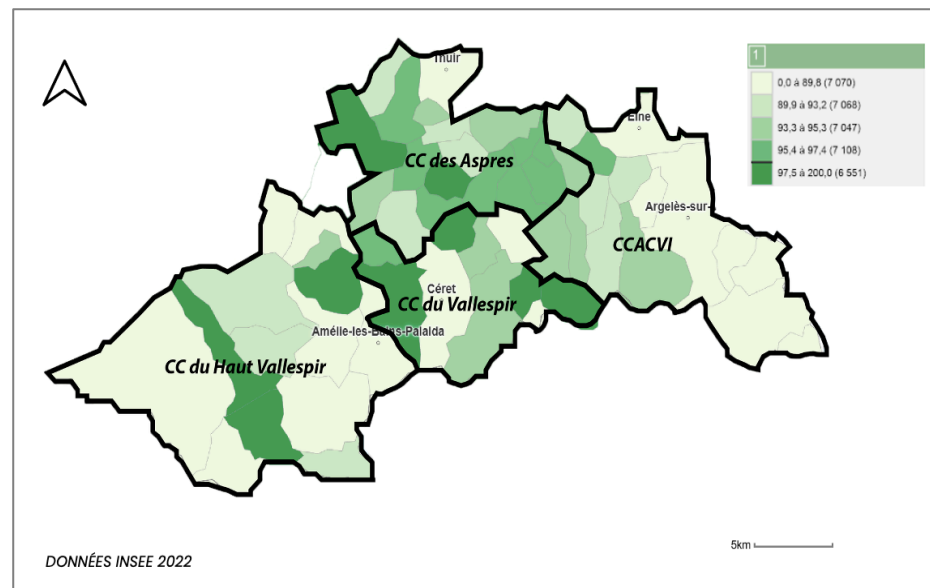 1
0,0 à 89,8 (7 070)
89,9 à 93,2 (7 068)
93,3 à 95,3 (7 047)
95,4 à 97,4 (7 108)
97,5 à 200,0 (6 551)
Thuir
Elne
CC des Aspres
Argelès-sur-
CCACVI
Céret
CC du Vallespir
Amélie-les-Bains-Palalda
CC du Haut Vallespir
5km
DONNÉES INSEE 2022